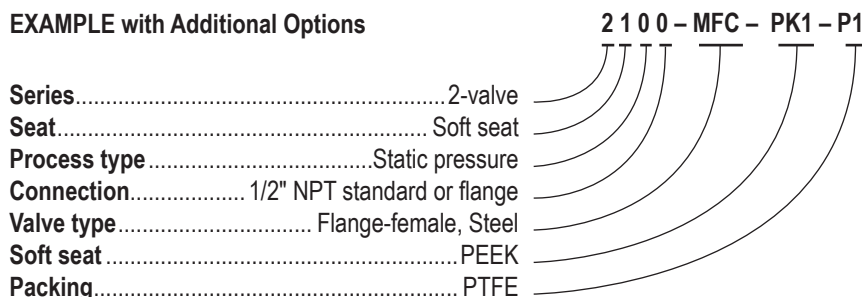 EXAMPLE with Additional Options 2 1 0 0 – MFC – PK1 – P1
Series............................................................2-valve
Seat............................................................ Soft seat
Process type.....................................Static pressure
Connection................... 1/2" NPT standard or flange
Valve type.................................... Flange-female, Steel
Soft seat..........................................................PEEK
Packing............................................................ PTFE